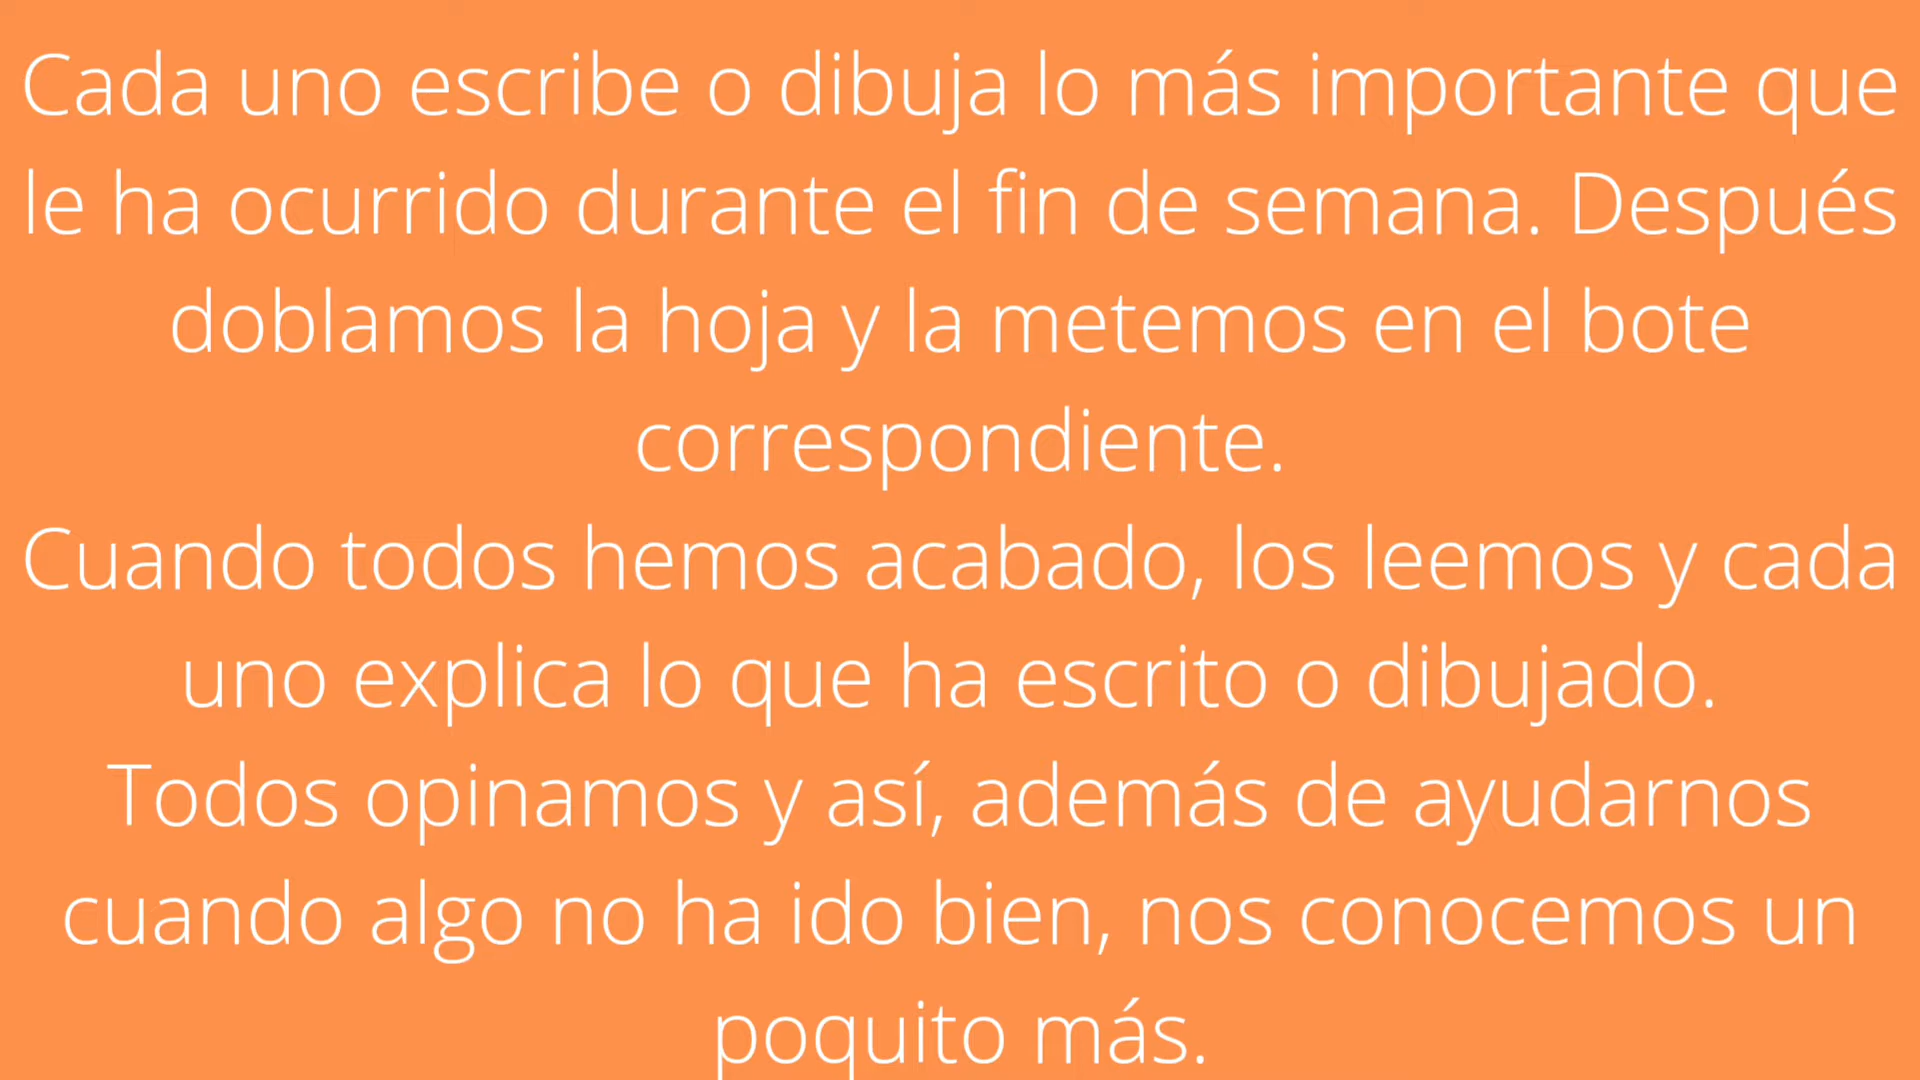 Cada uno escribe o dibuja lo más importante que
le ha ocurrido durante el fin de semana. Después
doblamos la hoja y la metemos en el bote
correspondiente.
Cuando todos hemos acabado, los leemos y cada
uno explica lo que ha escrito o dibujado.
Todos opinamos y así, además de ayudarnos
cuando algo no ha ido bien, nos conocemos un
poquito más.